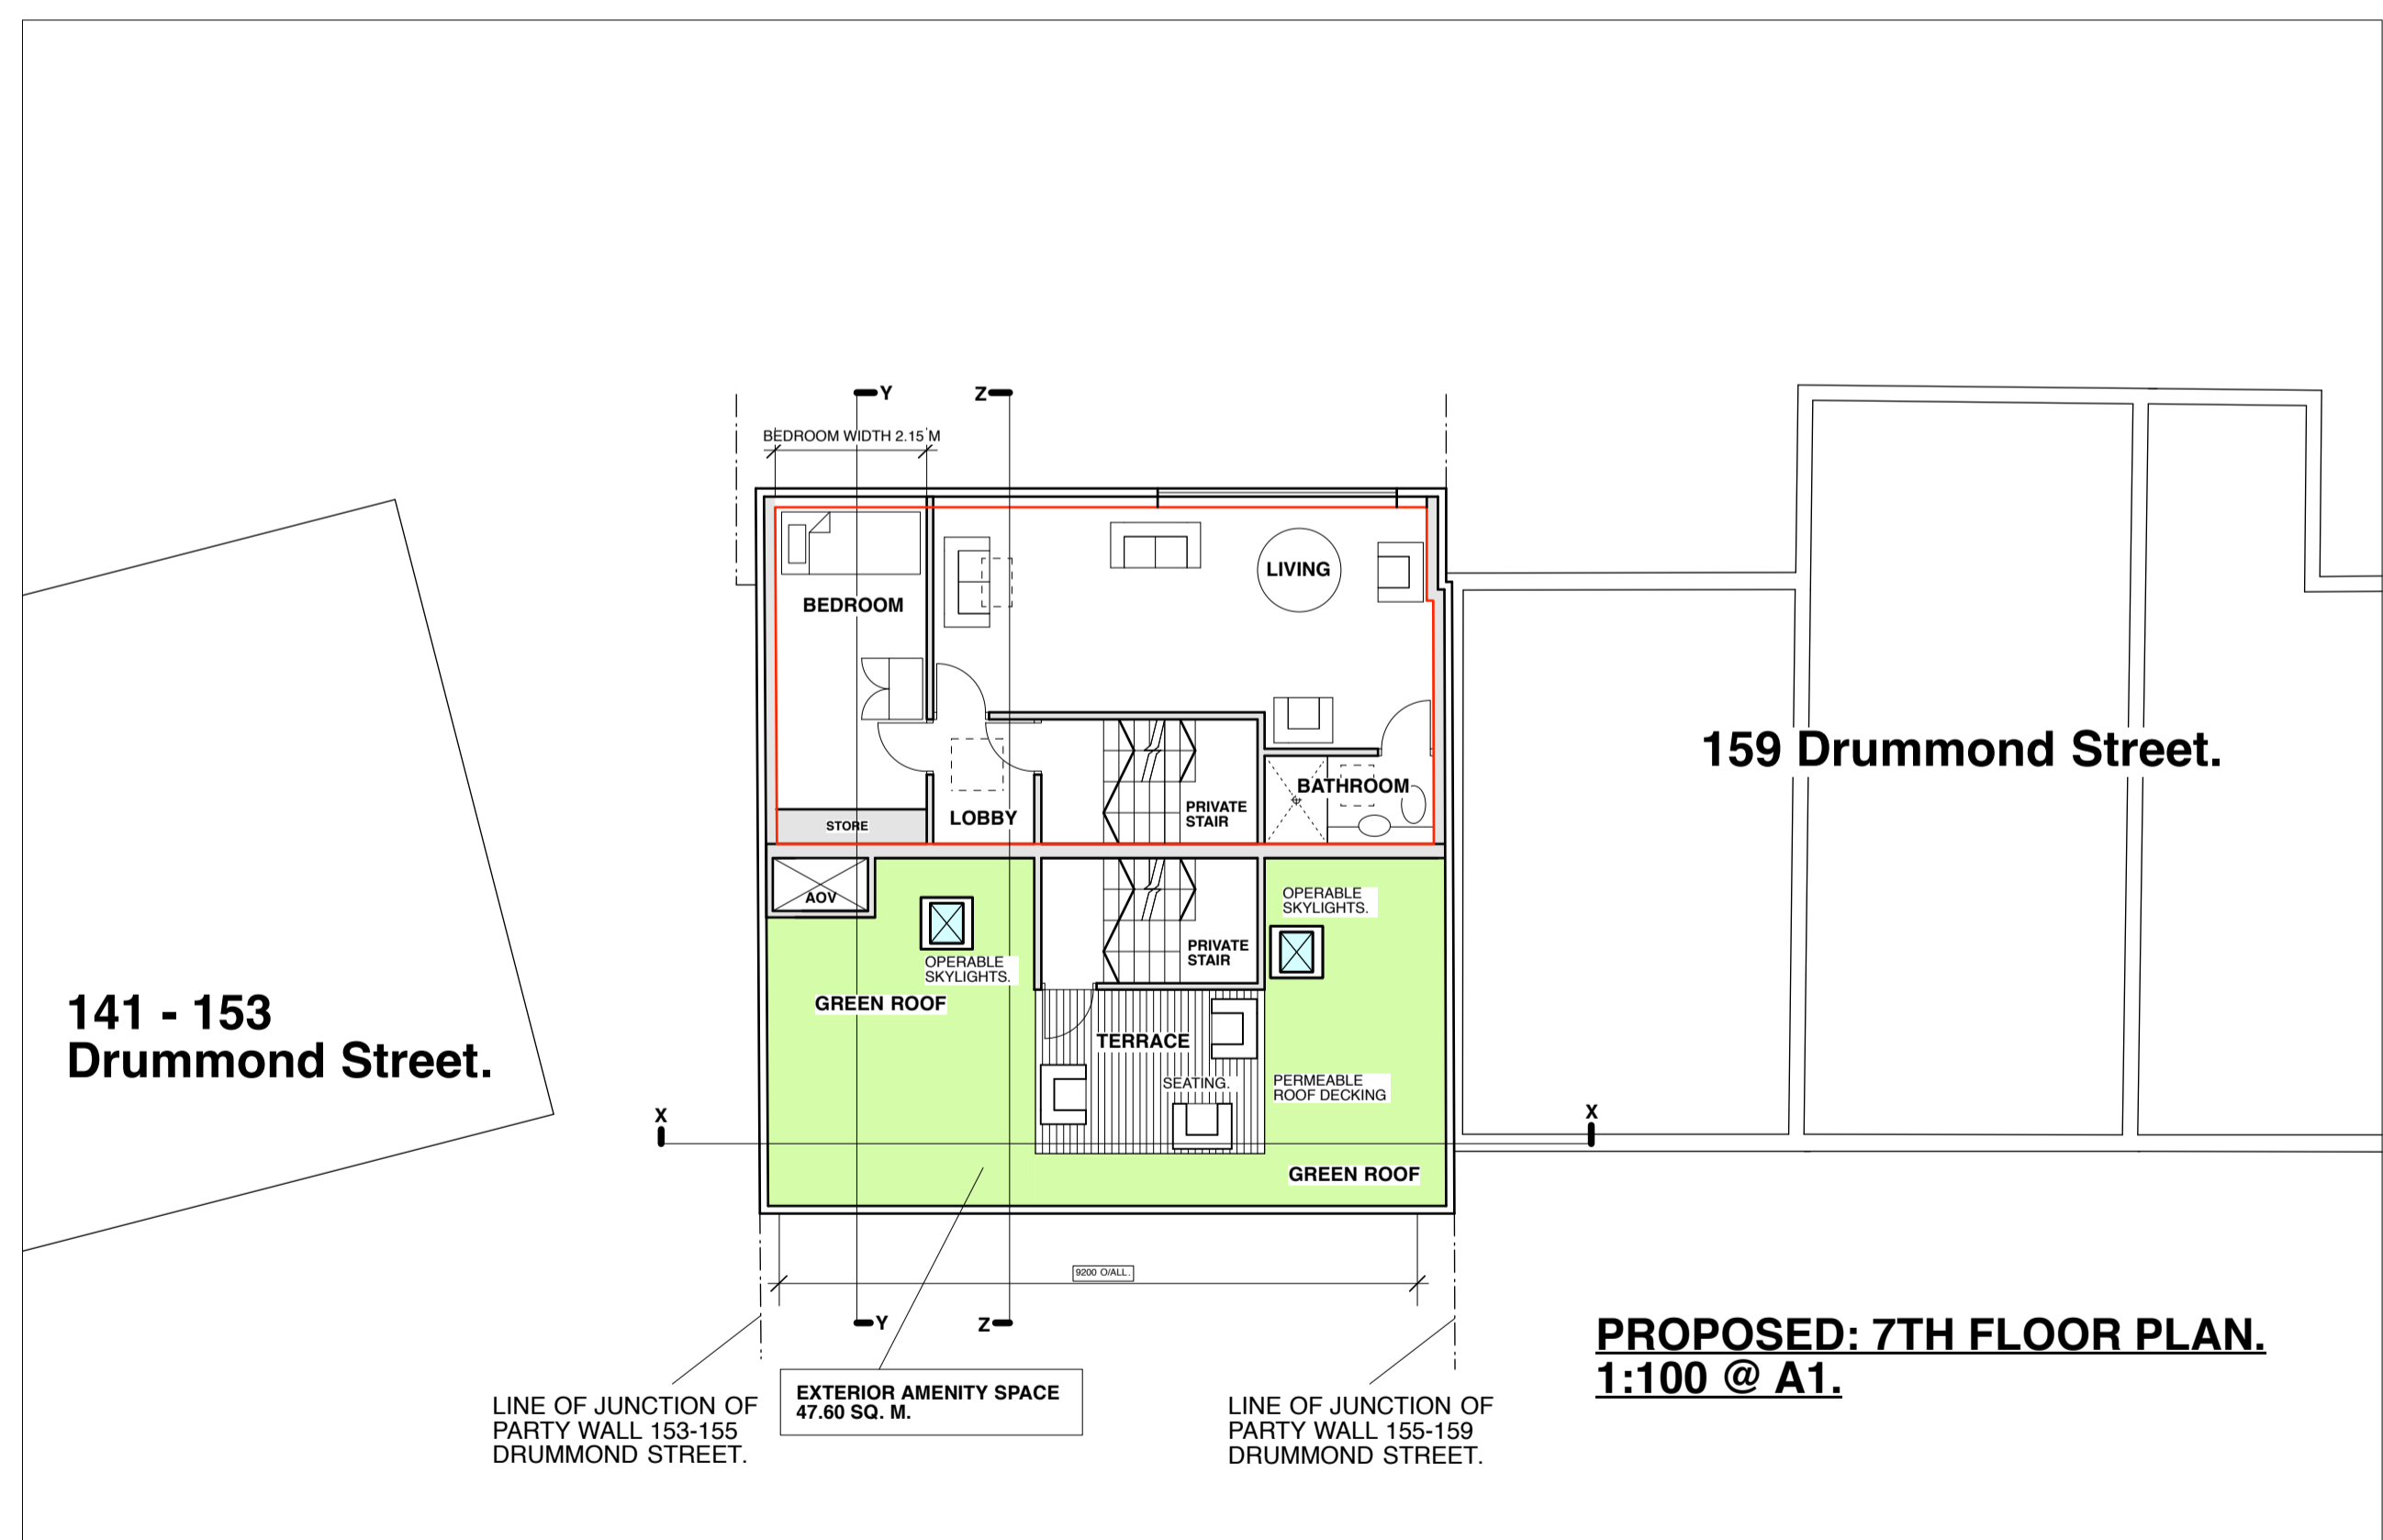 Y
Z
BEDROOM WIDTH 2.15 M
LIVING
BEDROOM
159 Drummond Street.
BATHROOM
PRIVATE
STAIR
LOBBY
STORE
AOV
OPERABLE
SKYLIGHTS.
PRIVATE
STAIR
OPERABLE
SKYLIGHTS.
GREEN ROOF
141 - 153
Drummond Street.
TERRACE
SEATING.
PERMEABLE
ROOF DECKING
X
X
GREEN ROOF
9200 O/ALL.
Y
Z
PROPOSED: 7TH FLOOR PLAN.
1:100 @ A1.
EXTERIOR AMENITY SPACE
47.60 SQ. M.
LINE OF JUNCTION OF
PARTY WALL 153-155
DRUMMOND STREET.
LINE OF JUNCTION OF
PARTY WALL 155-159
DRUMMOND STREET.